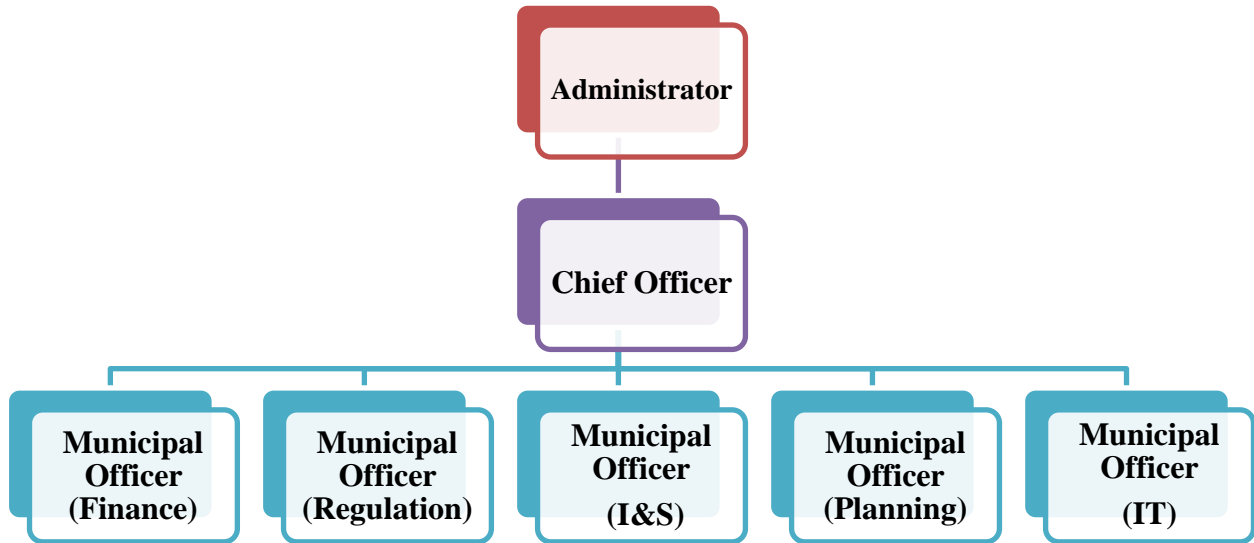 Administrator
Chief Officer
Municipal
Officer
(Finance)
Municipal
Officer
(Regulation)
Municipal
Officer
(I&S)
Municipal
Officer
(Planning)
Municipal
Officer
(IT)